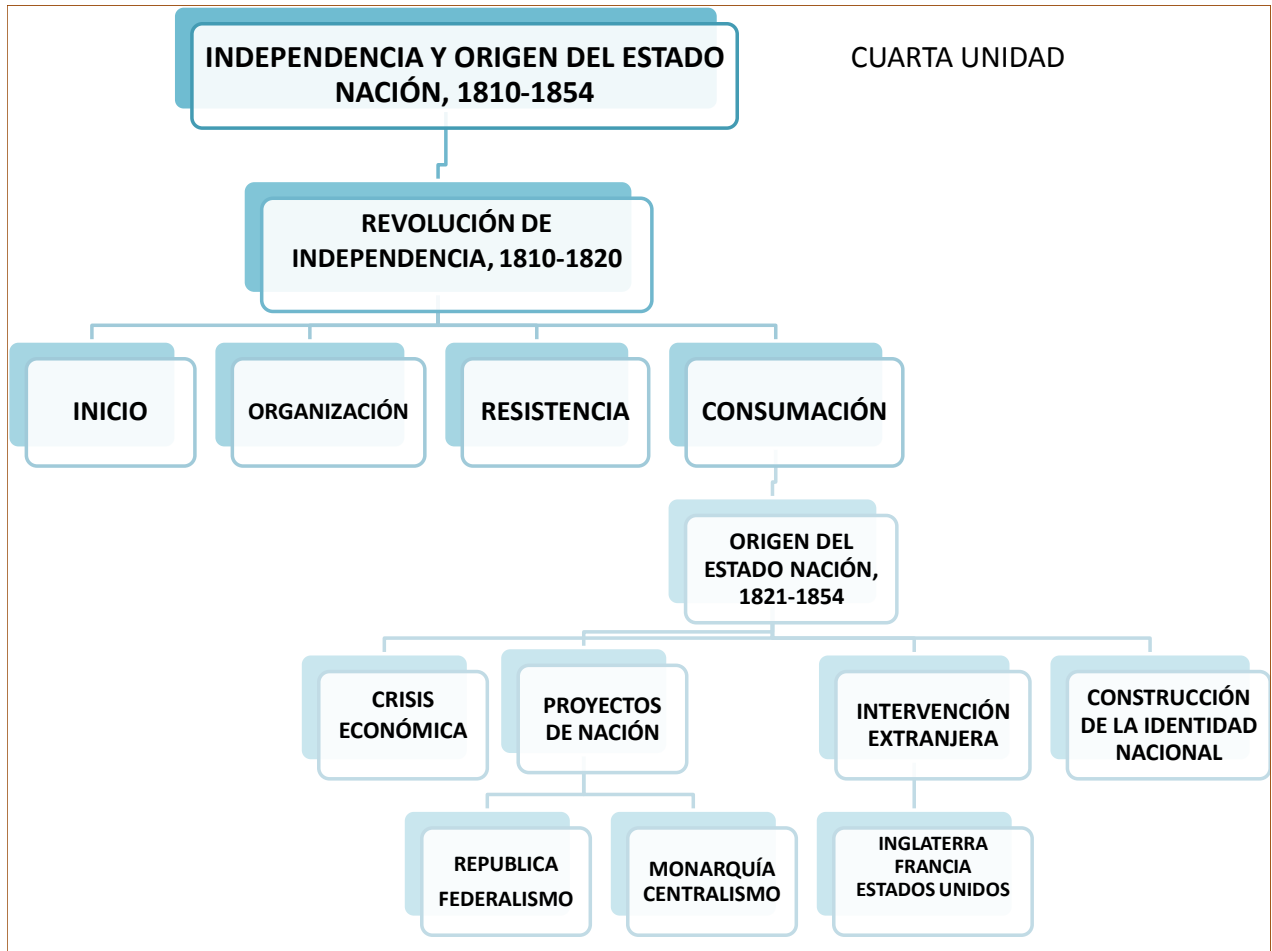 INDEPENDENCIA Y ORIGEN DEL ESTADO
NACIÓN, 1810-1854
CUARTA UNIDAD
REVOLUCIÓN DE
INDEPENDENCIA, 1810-1820
INICIO
ORGANIZACIÓN
RESISTENCIA
CONSUMACIÓN
ORIGEN DEL
ESTADO NACIÓN,
1821-1854
CRISIS
ECONÓMICA
PROYECTOS
DE NACIÓN
INTERVENCIÓN
EXTRANJERA
CONSTRUCCIÓN
DE LA IDENTIDAD
NACIONAL
REPUBLICA
FEDERALISMO
MONARQUÍA
CENTRALISMO
INGLATERRA
FRANCIA
ESTADOS UNIDOS